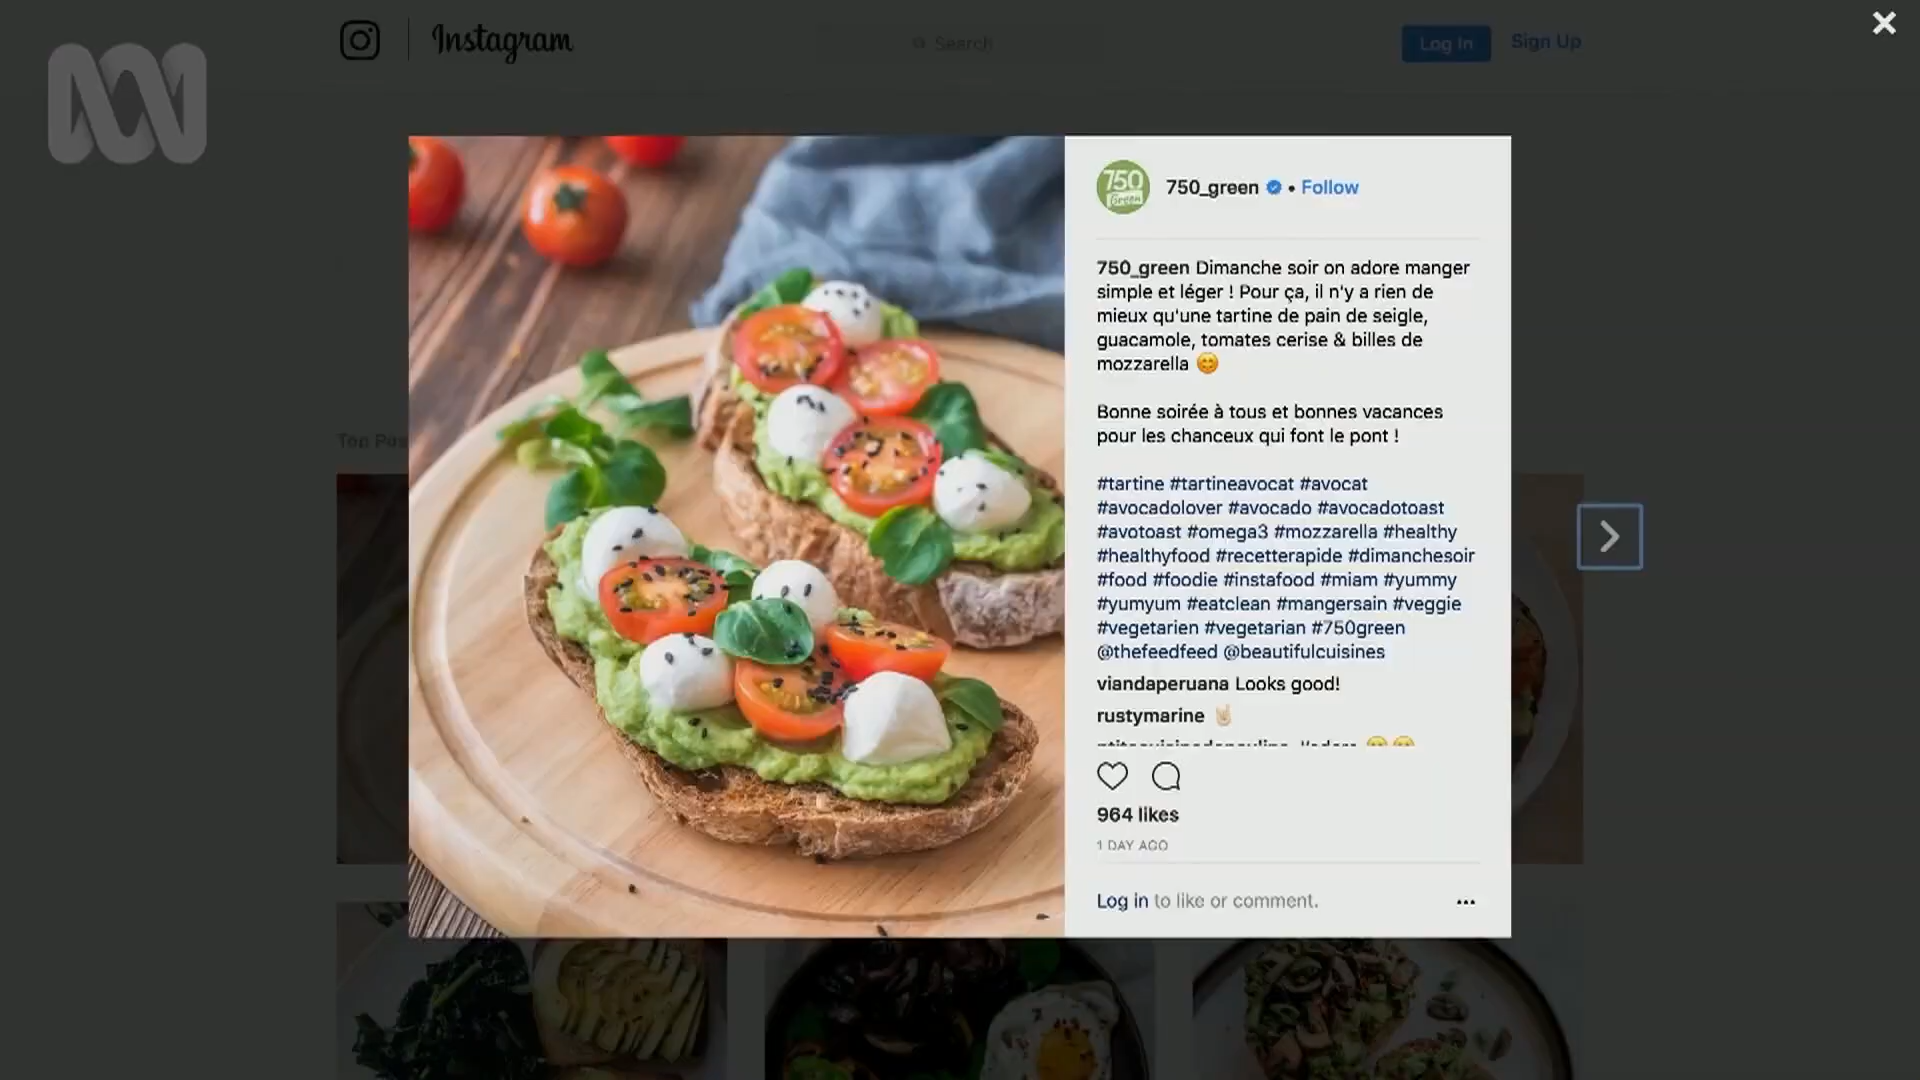 Instagram
Search
Log In
Sign Up
750
Green
750_green • Follow
750_green Dimanche soir on adore manger
simple et léger ! Pour ça, il n'y a rien de
mieux qu'une tartine de pain de seigle,
guacamole, tomates cerise & billes de
mozzarella 😊
Bonne soirée à tous et bonnes vacances
pour les chanceux qui font le pont !
#tartine #tartineavocat #avocat
#avocadolover #avocado #avocadotoast
#avotoast #omega3 #mozzarella #healthy
#healthyfood #recetterapide #dimanchesoir
#food #foodie #instafood #miam #yummy
#yumyum #eatclean #mangersain #veggie
#vegetarien #vegetarian #750green
@thefeedfeed @beautifulcuisines
viandaperuana Looks good!
rustymarine 🤘🏻
964 likes
1 DAY AGO
Log in to like or comment.
Top